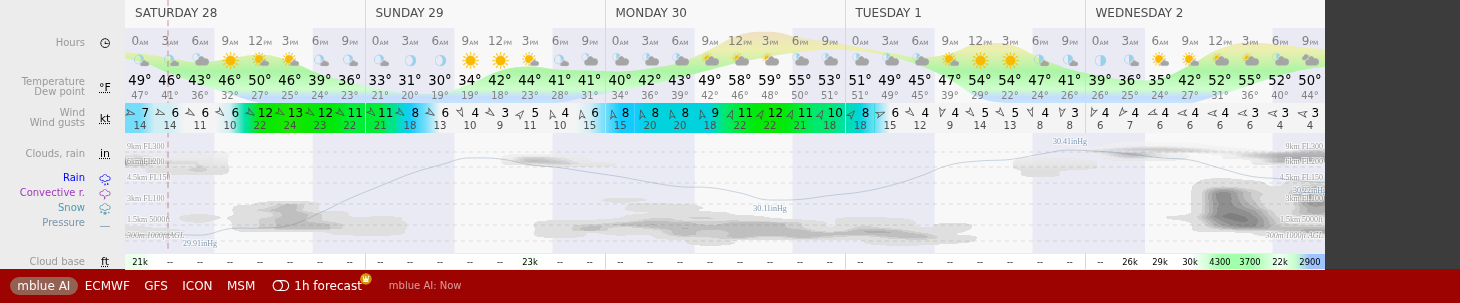 SATURDAY 28 SUNDAY 29 MONDAY 30 TUESDAY 1 WEDNESDAY 2
Hours 0AM 3AM 6AM 9AM 12PM 3PM 6PM 9PM 0AM 3AM 6AM 9AM 12PM 3PM 6PM 9PM 0AM 3AM 6AM 9AM 12PM 3PM 6PM 9PM 0AM 3AM 6AM 9AM 12PM 3PM 6PM 9PM 0AM 3AM 6AM 9AM 12PM 3PM 6PM 9PM
Temperature °F 49° 46° 43° 46° 50° 46° 39° 36° 33° 31° 30° 34° 42° 44° 41° 41° 40° 42° 43° 49° 58° 59° 55° 53° 51° 49° 45° 47° 54° 54° 47° 41° 39° 36° 35° 42° 52° 55° 52° 50°
Dew point 47° 41° 36° 32° 27° 25° 24° 23° 21° 20° 19° 19° 18° 23° 28° 31° 34° 36° 39° 42° 46° 48° 50° 51° 51° 49° 45° 39° 29° 22° 24° 26° 26° 25° 24° 27° 31° 36° 40° 44°
Wind kt 7 6 6 6 12 13 12 11 11 8 6 4 3 5 4 6 8 8 8 9 11 12 11 10 8 6 4 4 5 5 4 3 4 4 4 4 4 3 3 3
Wind gusts 14 14 11 10 22 24 23 22 21 18 13 10 9 11 10 15 15 20 20 22 22 22 21 18 18 15 12 9 14 13 8 8 6 7 6 6 6 6 4 4
Clouds, rain in
9km FL300 30.41inHg 9km FL300
Rain 4.5km FL150 4.5km FL150
Convective r.
Snow 3km FL100 30.11inHg 3km FL100
Pressure 1.5km 5000ft 1.5km 5000ft
300m 1000ft AGL 300m 1000ft AGL
29.91inHg
Cloud base ft 21k -- -- -- -- -- -- -- -- -- -- -- -- 23k -- -- -- -- -- -- -- -- -- -- -- -- -- -- -- -- -- -- -- 26k 29k 30k 4300 3700 22k 2900
mblue AI ECMWF GFS ICON MSM 1h forecast W mblue AI: Now